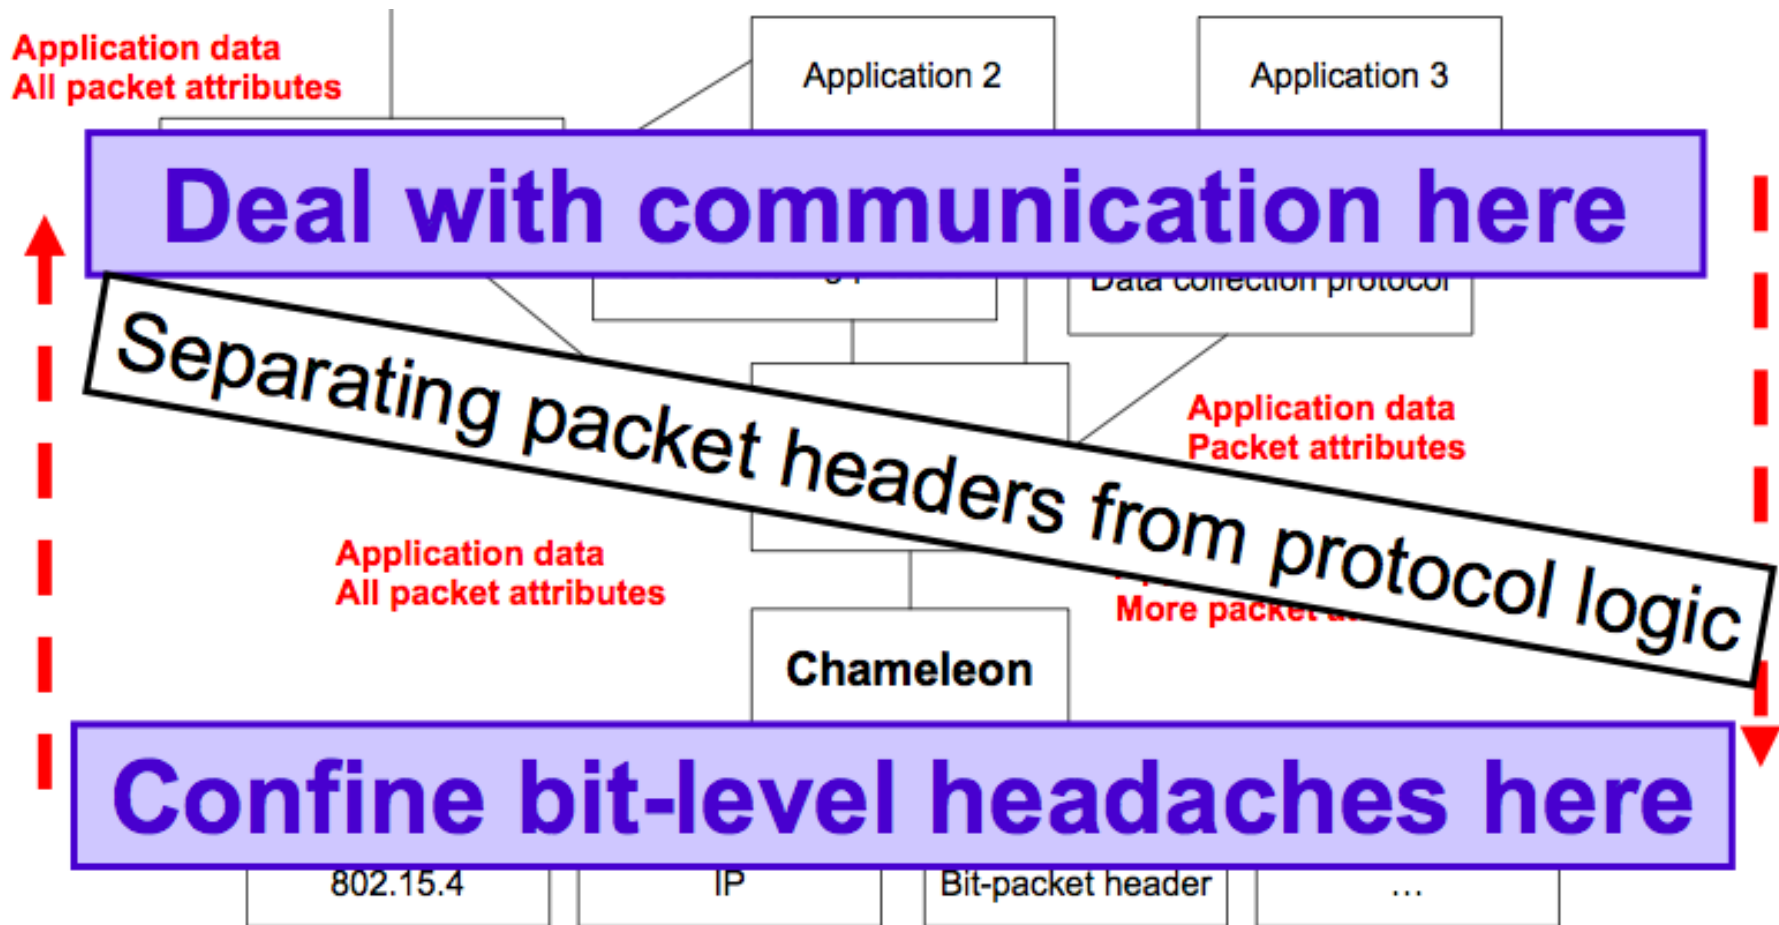 Application data
All packet attributes
Application 2
Application 3
Deal with communication here
Data collection protocol
Separating packet headers from protocol logic
Application data
Packet attributes
Application data
All packet attributes
More packet
Chameleon
Confine bit-level headaches here
802.15.4
IP
Bit-packet header
...